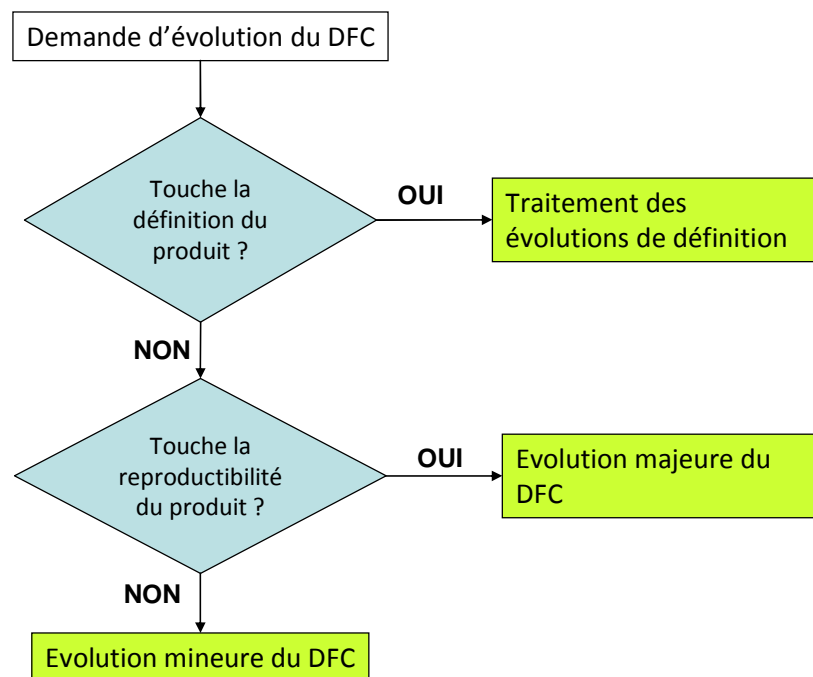 Demande d’évolution du DFC
Touche la
définition du
produit ?
OUI
Traitement des
évolutions de définition
NON
Touche la
reproductibilité
du produit ?
OUI
Evolution majeure du
DFC
NON
Evolution mineure du DFC